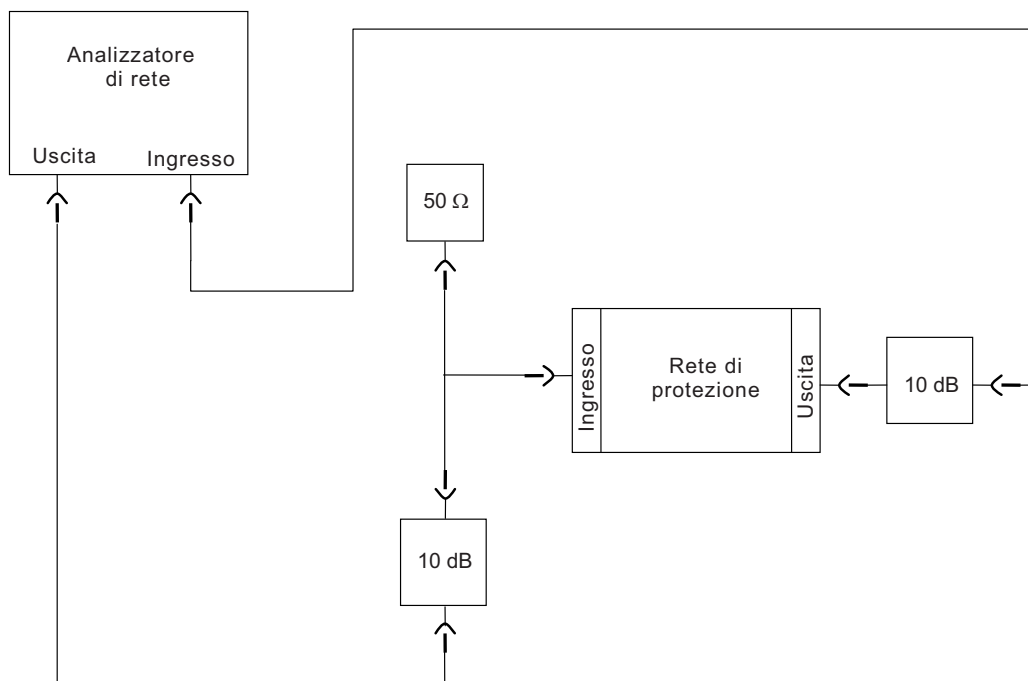 Analizzatore
di rete
Uscita
Ingresso
50 Ω
Ingresso
Rete di
protezione
Uscita
10 dB
10 dB